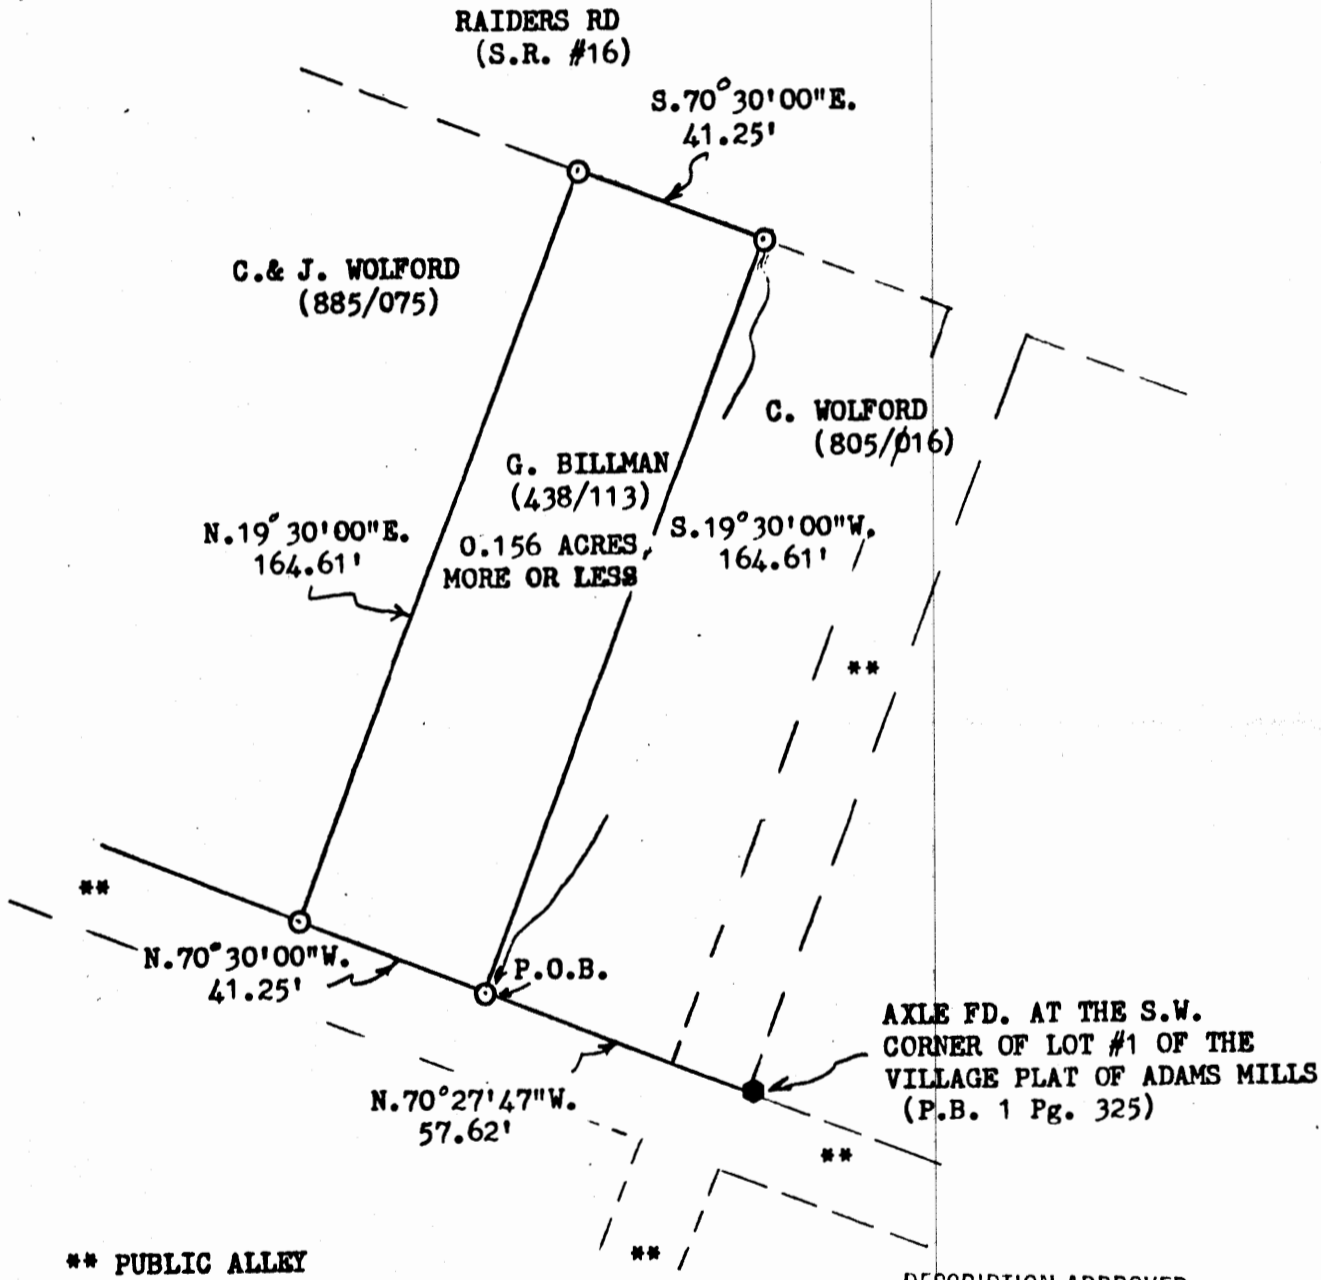 RAIDERS RD
(S.R. #16)
S.70°30'00"E.
41.25'
C.& J. WOLFORD
(885/075)
C. WOLFORD
(805/016)
G. BILLMAN
(438/113)
0.156 ACRES,
MORE OR LESS
N.19°30'00"E.
164.61'
S.19°30'00"W.
164.61'
**
**
N.70°30'00"W.
41.25'
P.O.B.
AXLE FD. AT THE S.W.
CORNER OF LOT #1 OF THE
VILLAGE PLAT OF ADAMS MILLS
(P.B. 1 Pg. 325)
N.70°27'47"W.
57.62'
**
**
** PUBLIC ALLEY
DESCRIPTION APPROVED